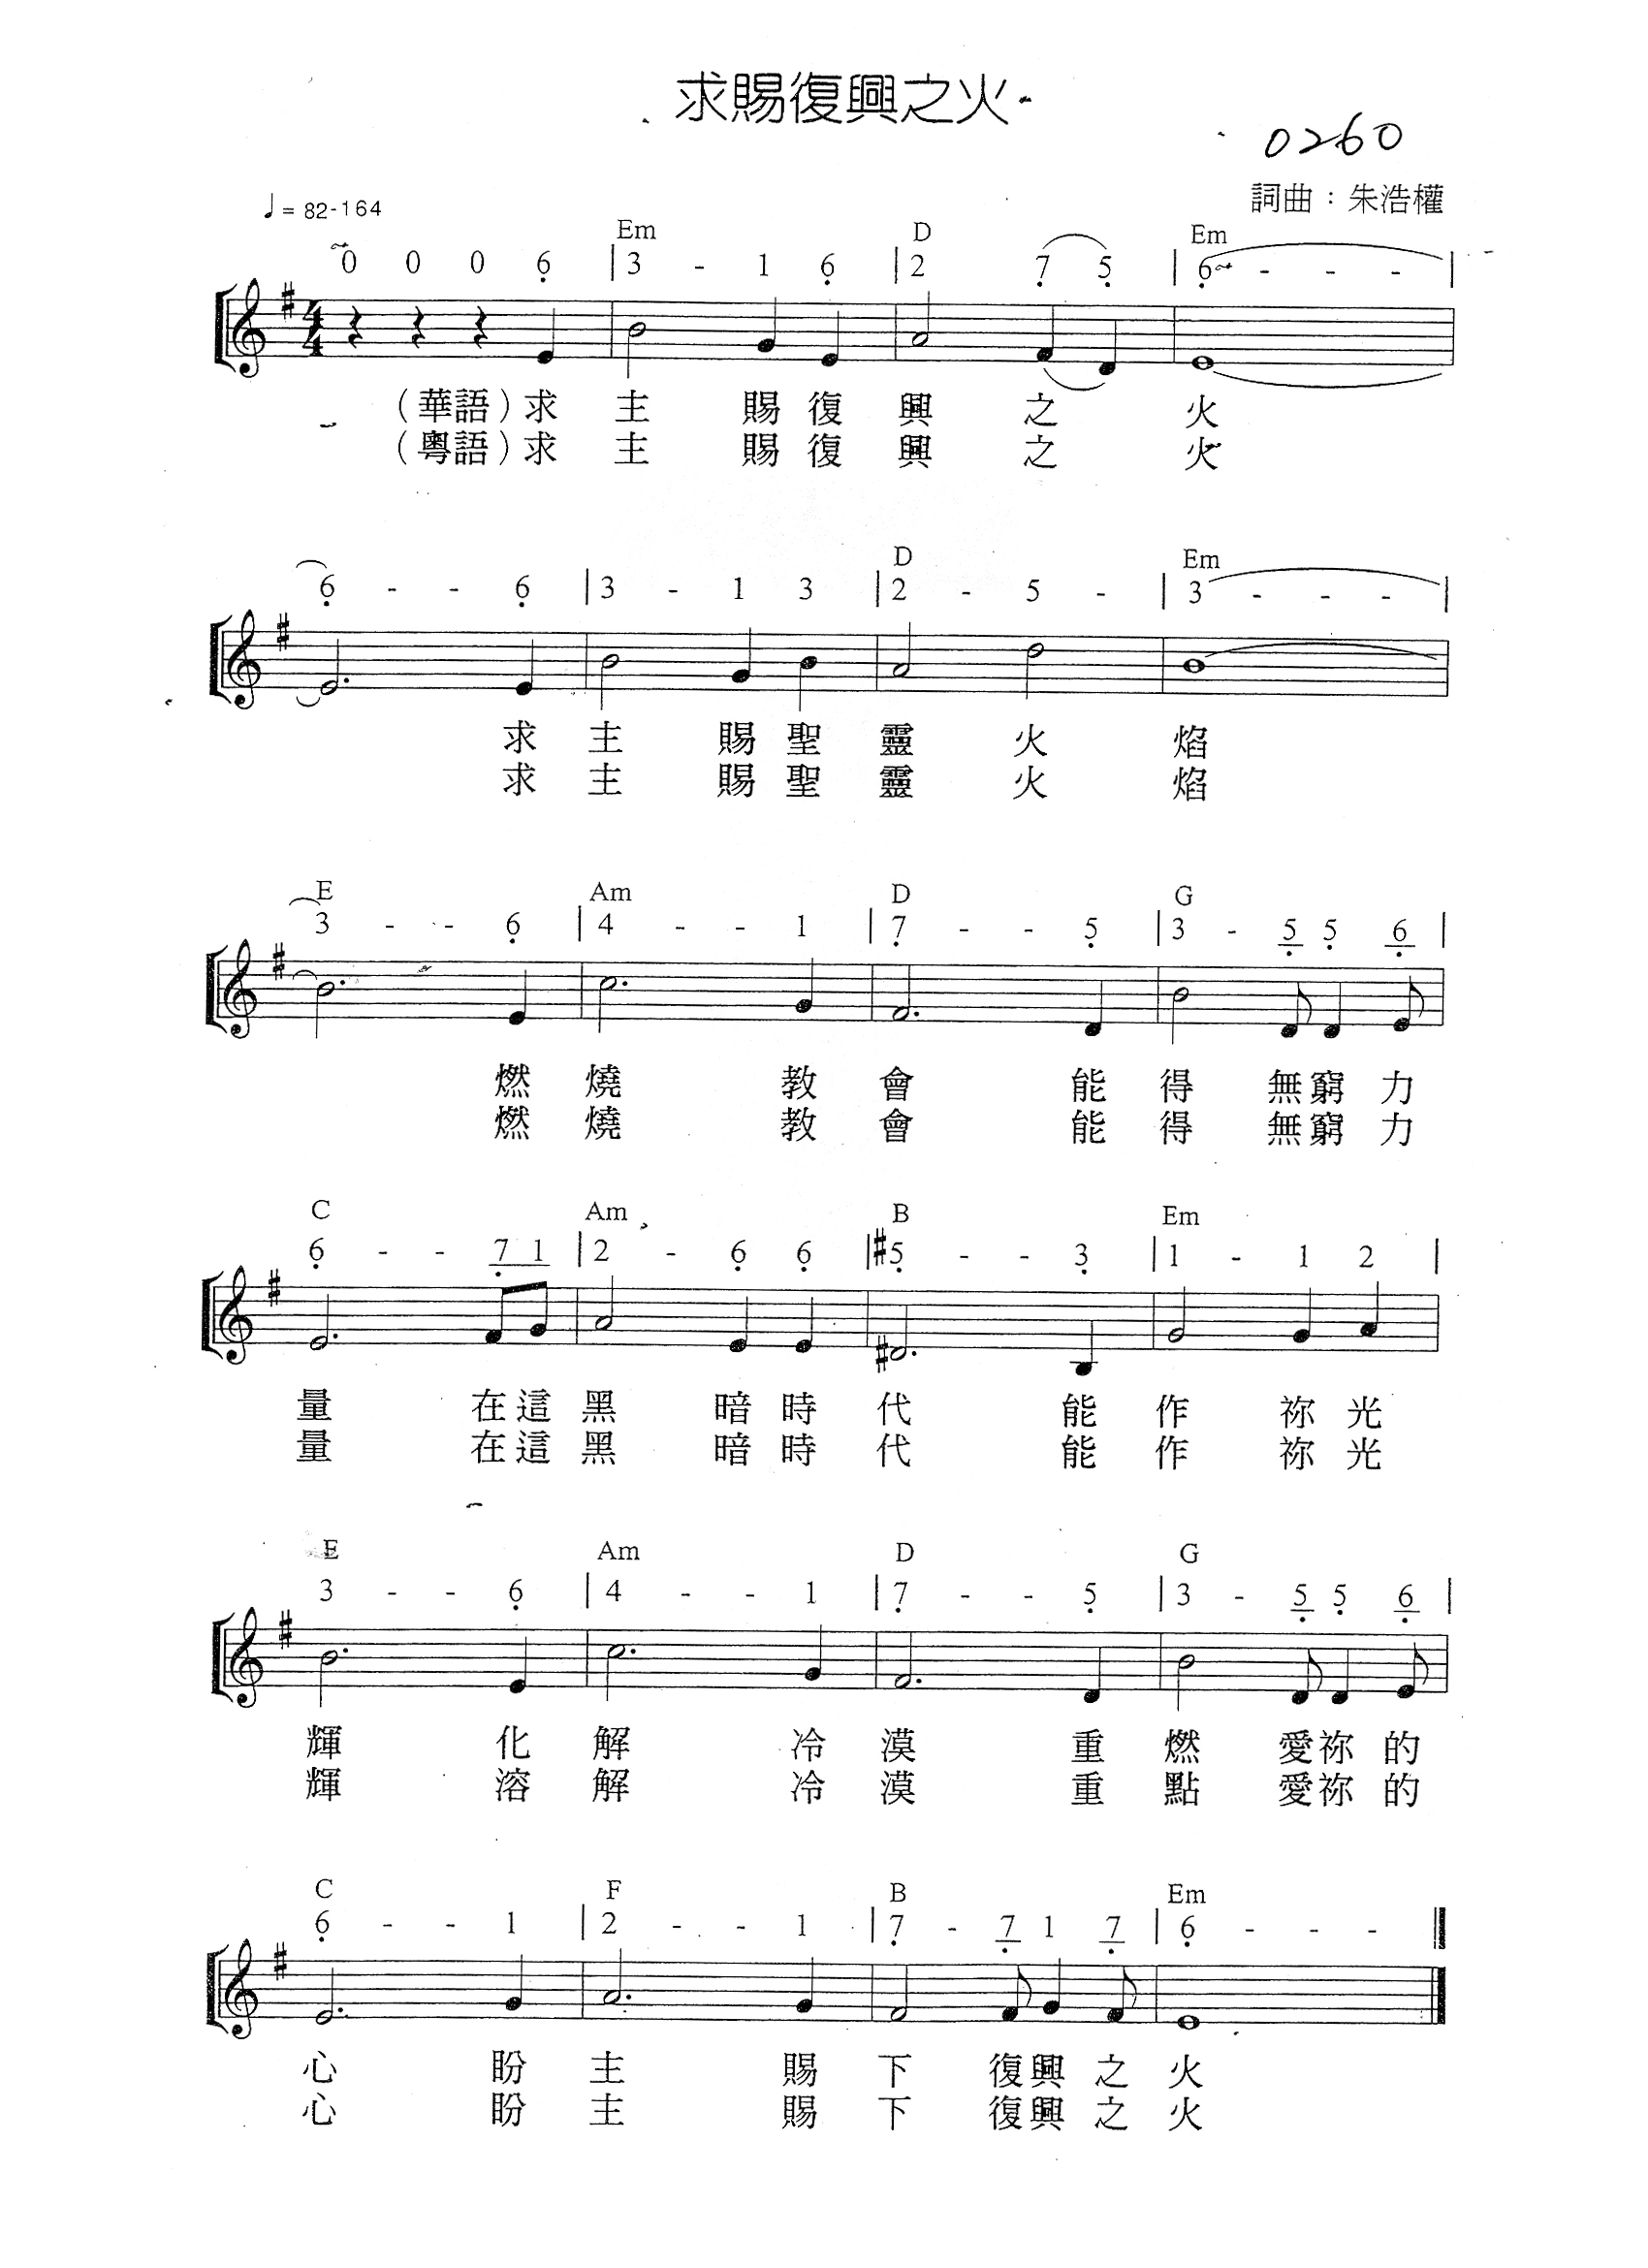 求賜復興之火
0260
詞曲：朱浩權
♩= 82-164
Em D Em
0 0 0 6̣ | 3 - 1 6̣ | 2 7̣ 5̣ | 6̣ - - - |
4 4
（華語）求 主 賜 復 興 之 火
（粵語）求 主 賜 復 興 之 火
D Em
6̣ - - 6̣ | 3 - 1 3 | 2 - 5 - | 3 - - - |
求 主 賜 聖 靈 火 焰
求 主 賜 聖 靈 火 焰
E Am D G
3 - - 6̣ | 4 - - 1 | 7̣ - - 5̣ | 3 - 5̣ 5̣ 6̣ |
燃 燒 教 會 能 得 無 窮 力
燃 燒 教 會 能 得 無 窮 力
C Am B Em
6̣ - - 7̣ 1 | 2 - 6̣ 6̣ | #5̣ - - 3̣ | 1 - 1 2 |
量 在 這 黑 暗 時 代 能 作 祢 光
量 在 這 黑 暗 時 代 能 作 祢 光
E Am D G
3 - - 6̣ | 4 - - 1 | 7̣ - - 5̣ | 3 - 5̣ 5̣ 6̣ |
輝 化 解 冷 漠 重 燃 愛 祢 的
輝 溶 解 冷 漠 重 點 愛 祢 的
C F B Em
6̣ - - 1 | 2 - - 1 | 7̣ - 7̣ 1 7̣ | 6̣ - - - ‖
心 盼 主 賜 下 復 興 之 火
心 盼 主 賜 下 復 興 之 火